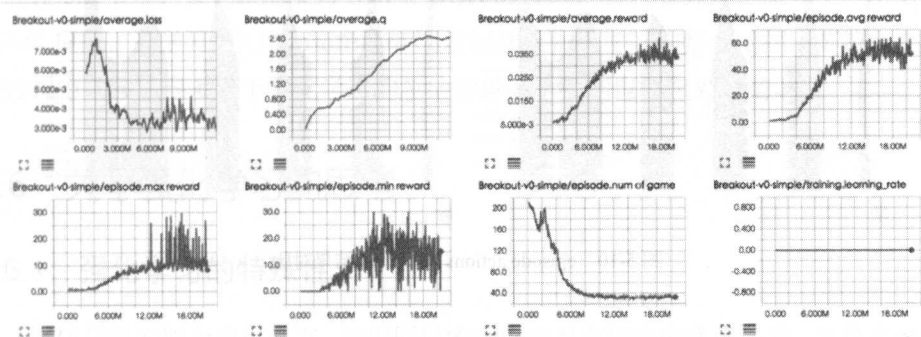 Breakout-v0-simple/average.loss
7.000e-3
6.000e-3
5.000e-3
4.000e-3
3.000e-3
0.000 3.000M 6.000M 9.000M
Breakout-v0-simple/average.q
2.40
2.00
1.60
1.20
0.800
0.400
0.00
0.000 3.000M 9.000M
Breakout-v0-simple/average.reward
0.0350
0.0250
0.0150
5.000e-3
0.000 6.000M 12.00M 18.00M
Breakout-v0-simple/episode.avg reward
60.0
40.0
20.0
0.00
0.000 6.000M 12.00M 18.00M
Breakout-v0-simple/episode.max reward
300
200
100
0.00
0.000 6.000M 12.00M 18.00M
Breakout-v0-simple/episode.min reward
30.0
20.0
10.0
0.00
0.000 6.000M 12.00M 18.00M
Breakout-v0-simple/episode.num of game
200
160
120
80.0
40.0
0.000 6.000M 12.00M 18.00M
Breakout-v0-simple/training.learning_rate
0.800
0.400
0.00
-0.400
-0.800
0.000 6.000M 12.00M 18.00M